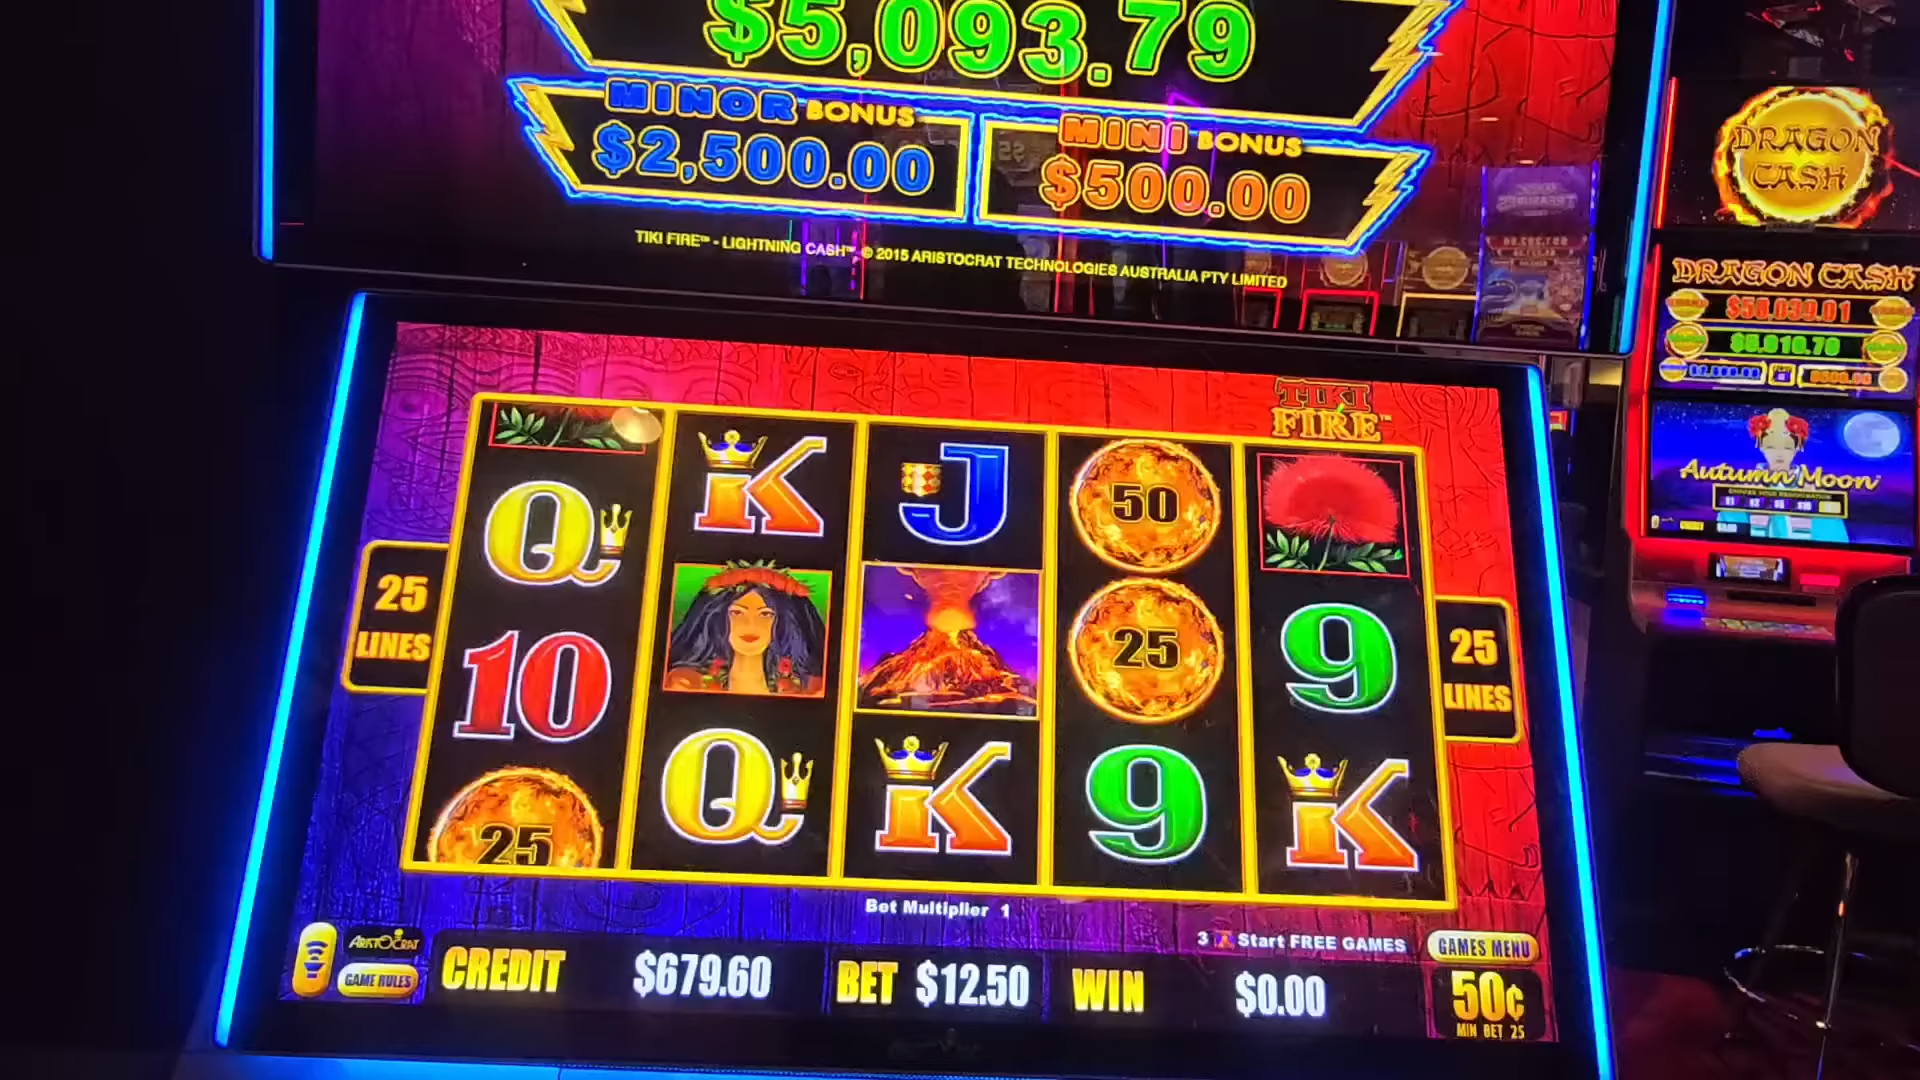 $5,093.79
MINOR BONUS
$2,500.00
MINI BONUS
$500.00
TIKI FIRE™ - LIGHTNING CASH™, © 2015 ARISTOCRAT TECHNOLOGIES AUSTRALIA PTY LIMITED
TIKI
FIRE™
K
J
50
Q
25
LINES
10
25
9
25
LINES
25
Q
K
9
K
Bet Multiplier 1
3 Start FREE GAMES
GAMES MENU
ARISTOCRAT
GAME RULES
CREDIT $679.60
BET $12.50
WIN $0.00
50¢
MIN BET 25
DRAGON
CASH
DRAGON CASH
Autumn Moon